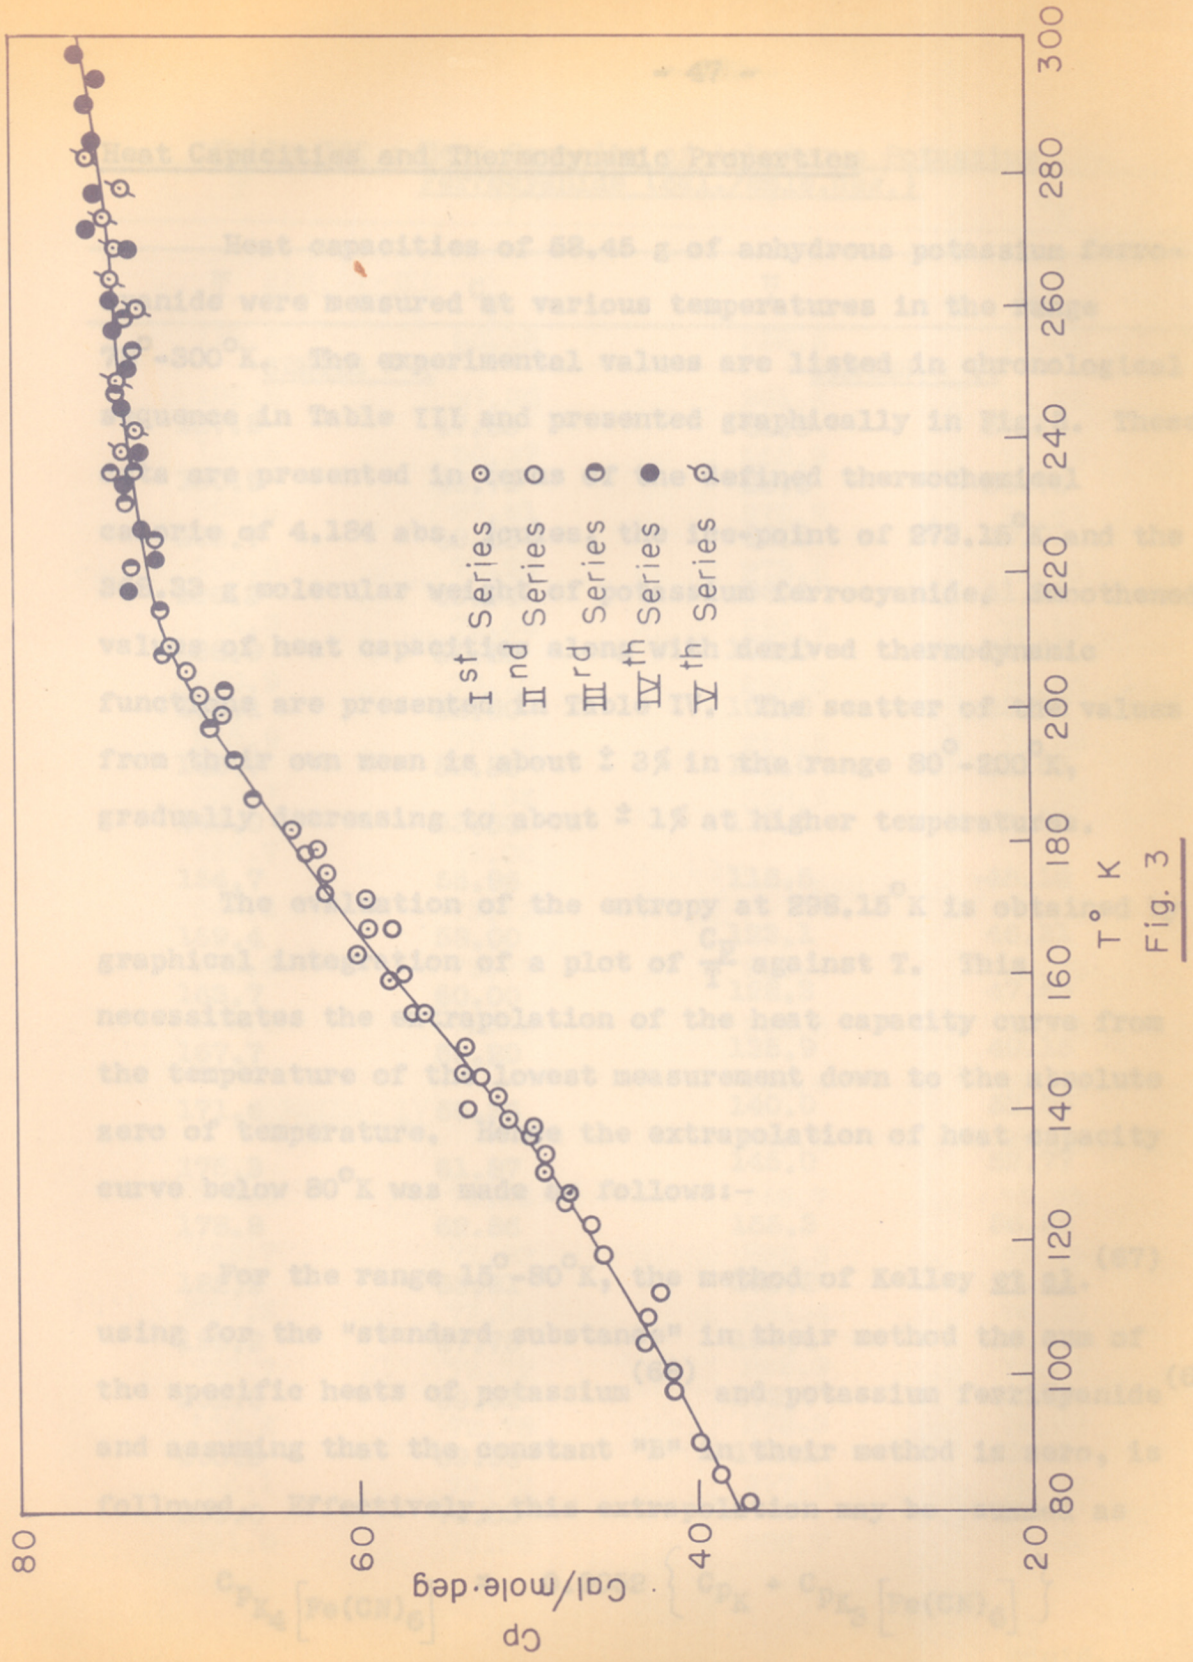 80
60
40
20
Cp
Cal/mole·deg.
80
100
120
140
160
180
200
220
240
260
280
300
T° K
Fig. 3
I st Series
II nd Series
III rd Series
IV th Series
V th Series
- 47 -
Heat Capacities and Thermodynamic Properties
Heat capacities of 68.45 g of anhydrous potassium ferro-
were measured at various temperatures in the range
-300°K. The experimental values are listed in chronological
sequence in Table III and presented graphically in Fig. 3. These
are presented in terms of the defined thermochemical
calorie of 4.184 abs. joules, the ice-point of 273.15°K and the
g molecular weight of potassium ferrocyanide.
values of heat capacities along with derived thermodynamic
functions are presented in Table IV. The scatter of the values
from their own mean is about ± 3% in the range 80°-200°K,
gradually to about ± 1% at higher temperatures.
The evaluation of the entropy at 298.15°K is obtained
graphical integration of a plot of against T. This
necessitates the extrapolation of the heat capacity curve from
the temperature of the lowest measurement down to the absolute
zero of temperature. Hence the extrapolation of heat capacity
curve below 80°K was made as follows:-
For the range 15°-80°K, the method of Kelley et al. (67)
using for the "standard substance" in their method the sum of
the specific heats of potassium and potassium ferricyanide
and assuming that the constant "B" in their method is zero, is
followed. Effectively, this extrapolation may be as